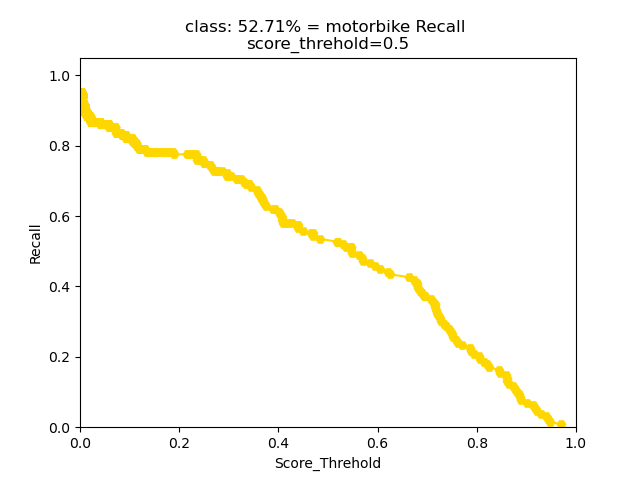 class: 52.71% = motorbike Recall
score_threhold=0.5
1.0
0.8
0.6
0.4
0.2
0.0
Recall
0.0 0.2 0.4 0.6 0.8 1.0
Score_Threhold